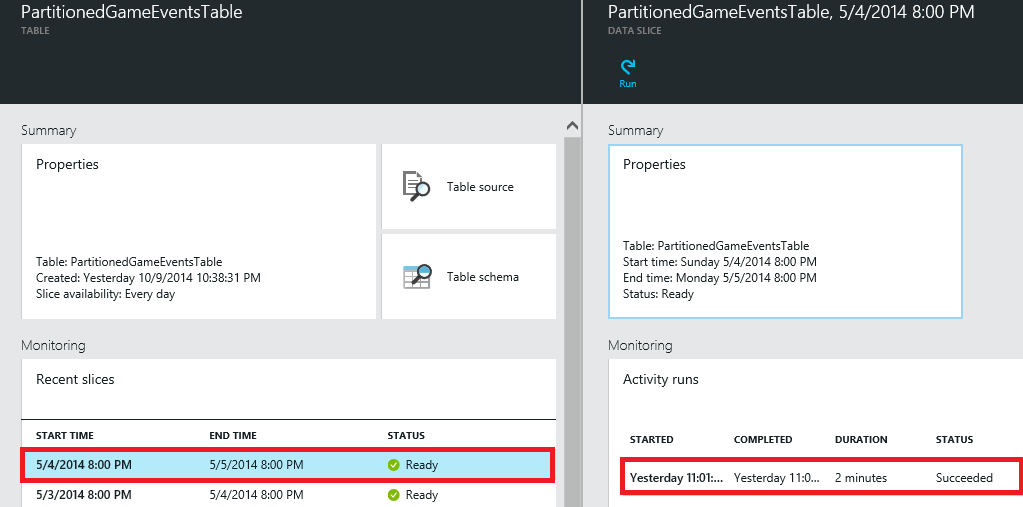 PartitionedGameEventsTable
TABLE
Summary
Properties
Table: PartitionedGameEventsTable
Created: Yesterday 10/9/2014 10:38:31 PM
Slice availability: Every day
Table source
Table schema
Monitoring
Recent slices
START TIME END TIME STATUS
5/4/2014 8:00 PM 5/5/2014 8:00 PM Ready
5/3/2014 8:00 PM 5/4/2014 8:00 PM Ready
PartitionedGameEventsTable, 5/4/2014 8:00 PM
DATA SLICE
Run
Summary
Properties
Table: PartitionedGameEventsTable
Start time: Sunday 5/4/2014 8:00 PM
End time: Monday 5/5/2014 8:00 PM
Status: Ready
Monitoring
Activity runs
STARTED COMPLETED DURATION STATUS
Yesterday 11:01:... Yesterday 11:0... 2 minutes Succeeded